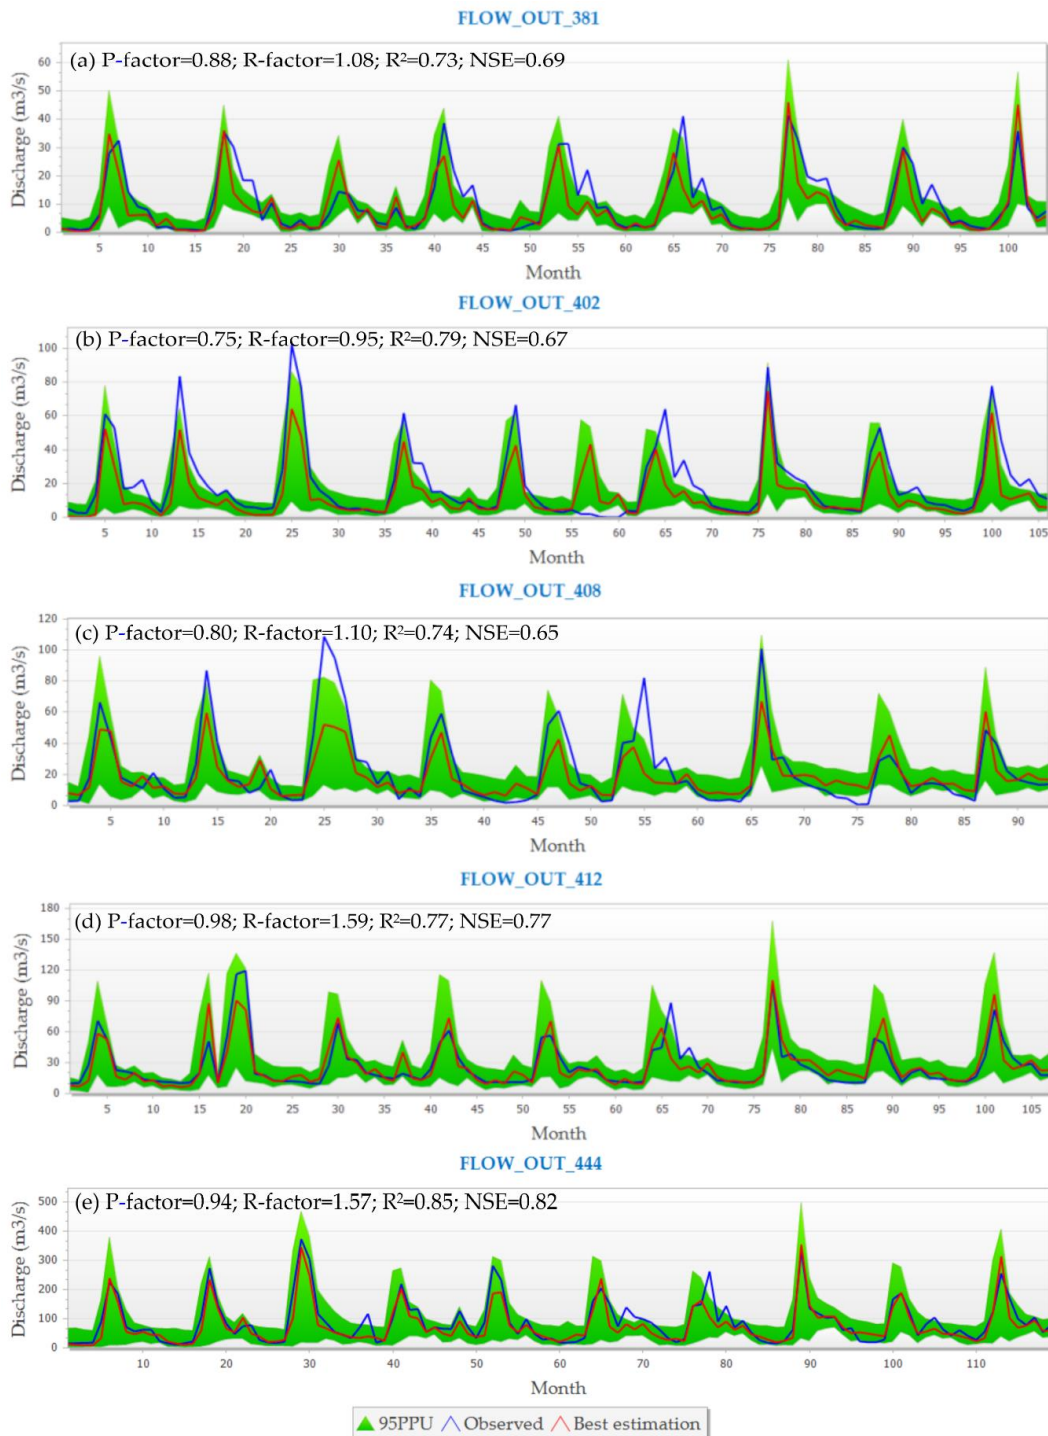 FLOW_OUT_381
(a) P-factor=0.88; R-factor=1.08; R²=0.73; NSE=0.69
Discharge (m3/s)
60
50
40
30
20
10
0
5 10 15 20 25 30 35 40 45 50 55 60 65 70 75 80 85 90 95 100
Month
FLOW_OUT_402
(b) P-factor=0.75; R-factor=0.95; R²=0.79; NSE=0.67
Discharge (m3/s)
100
80
60
40
20
0
5 10 15 20 25 30 35 40 45 50 55 60 65 70 75 80 85 90 95 100 105
Month
FLOW_OUT_408
(c) P-factor=0.80; R-factor=1.10; R²=0.74; NSE=0.65
Discharge (m3/s)
120
100
80
60
40
20
0
5 10 15 20 25 30 35 40 45 50 55 60 65 70 75 80 85 90
Month
FLOW_OUT_412
(d) P-factor=0.98; R-factor=1.59; R²=0.77; NSE=0.77
Discharge (m3/s)
180
150
120
90
60
30
0
5 10 15 20 25 30 35 40 45 50 55 60 65 70 75 80 85 90 95 100 105
Month
FLOW_OUT_444
(e) P-factor=0.94; R-factor=1.57; R²=0.85; NSE=0.82
Discharge (m3/s)
500
400
300
200
100
0
10 20 30 40 50 60 70 80 90 100 110
Month
95PPU Observed Best estimation